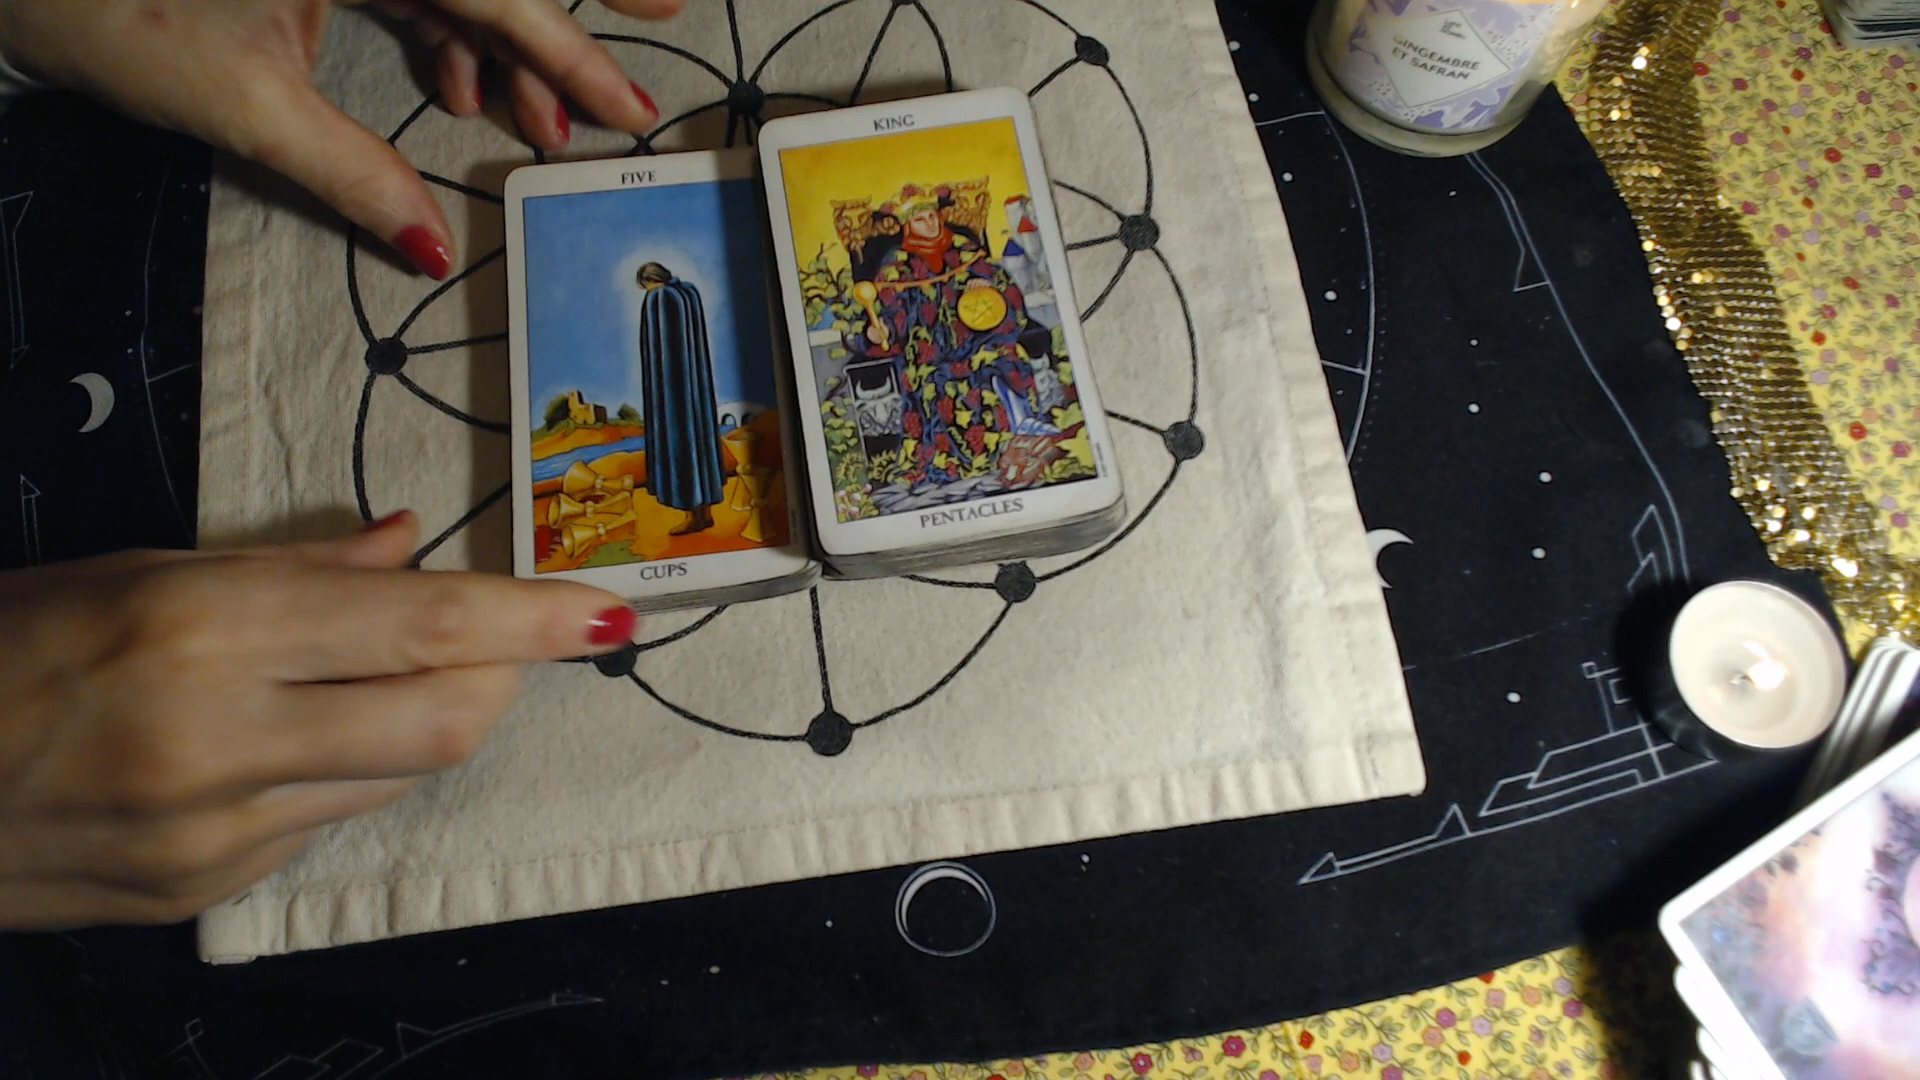 FIVE
CUPS
KING
PENTACLES
GINGEMBRE
ET SAFRAN